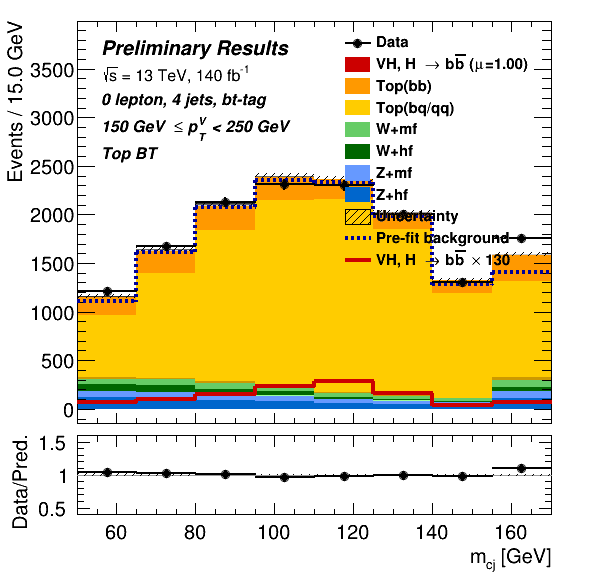 Events / 15.0 GeV
3500
3000
2500
2000
1500
1000
500
0
Preliminary Results
√s = 13 TeV, 140 fb⁻¹
0 lepton, 4 jets, bt-tag
150 GeV ≤ p_T^V < 250 GeV
Top BT
Data
VH, H → bb̅ (μ=1.00)
Top(bb)
Top(bq/qq)
W+mf
W+hf
Z+mf
Z+hf
Uncertainty
Pre-fit background
VH, H → bb̅ × 130
Data/Pred.
1.5
1
0.5
60 80 100 120 140 160
m_cj [GeV]